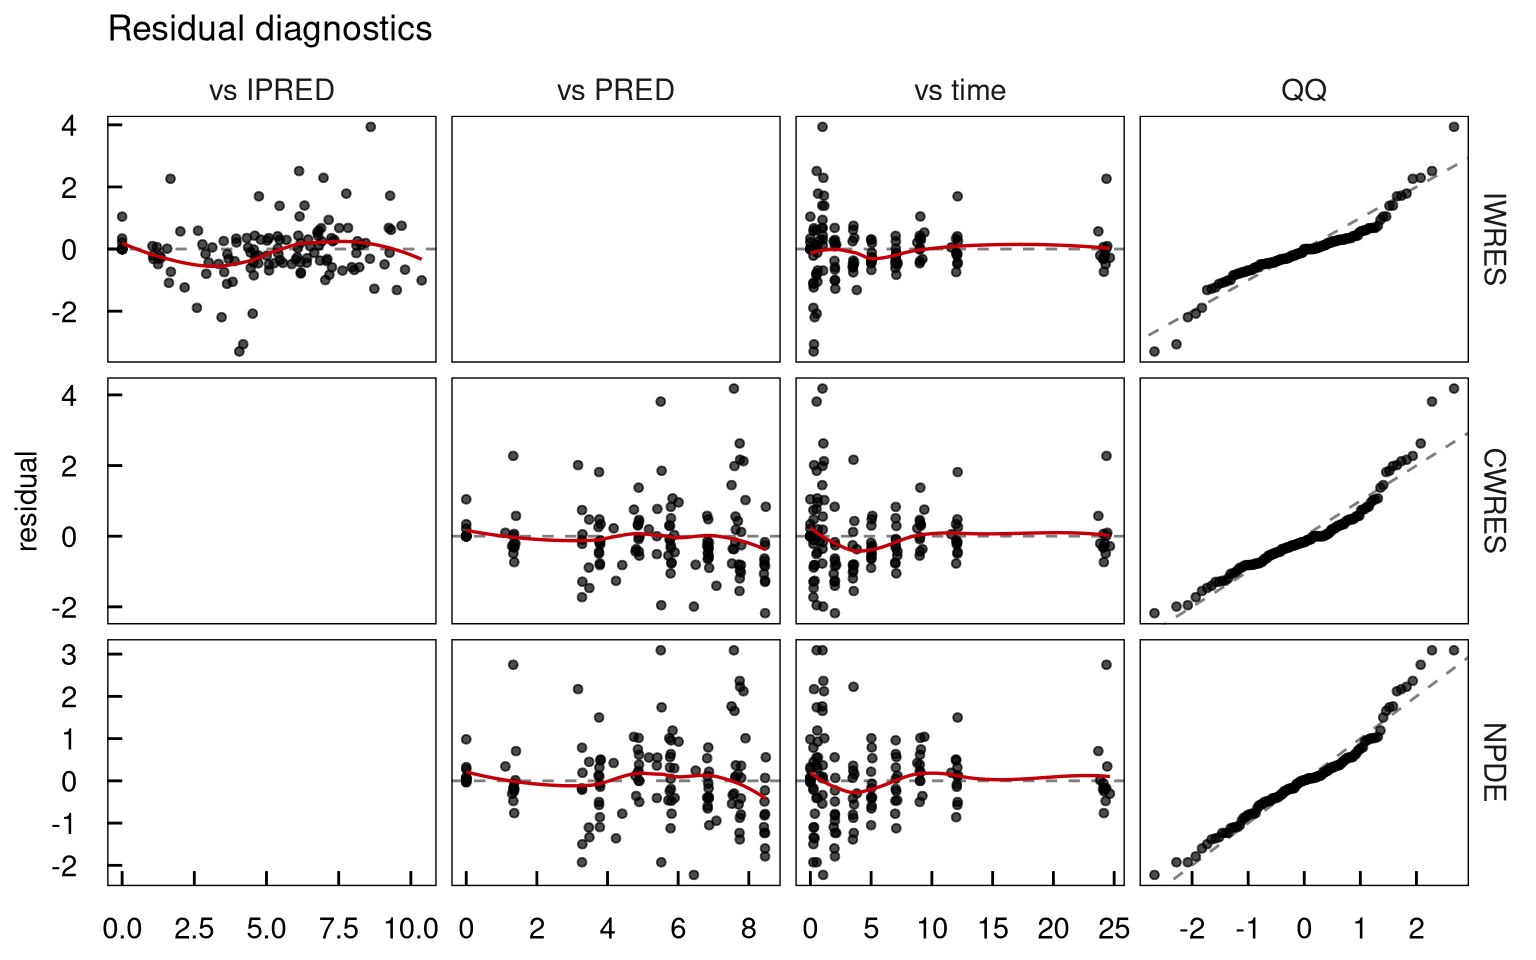 Residual diagnostics
vs IPRED
vs PRED
vs time
QQ
4
2
0
-2
IWRES
residual
4
2
0
-2
CWRES
3
2
1
0
-1
-2
NPDE
0.0 2.5 5.0 7.5 10.0
0 2 4 6 8
0 5 10 15 20 25
-2 -1 0 1 2